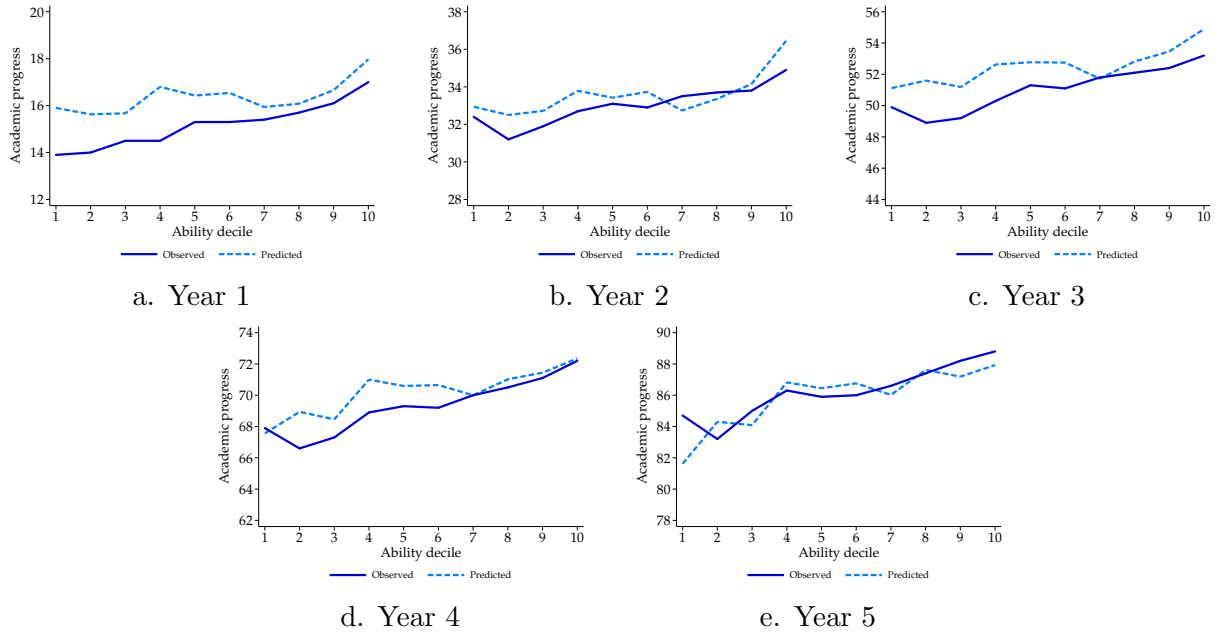 20
18
16
14
12
Academic progress
1 2 3 4 5 6 7 8 9 10
Ability decile
Observed Predicted
a. Year 1
38
36
34
32
30
28
Academic progress
1 2 3 4 5 6 7 8 9 10
Ability decile
Observed Predicted
b. Year 2
56
54
52
50
48
46
44
Academic progress
1 2 3 4 5 6 7 8 9 10
Ability decile
Observed Predicted
c. Year 3
74
72
70
68
66
64
62
Academic progress
1 2 3 4 5 6 7 8 9 10
Ability decile
Observed Predicted
d. Year 4
90
88
86
84
82
80
78
Academic progress
1 2 3 4 5 6 7 8 9 10
Ability decile
Observed Predicted
e. Year 5